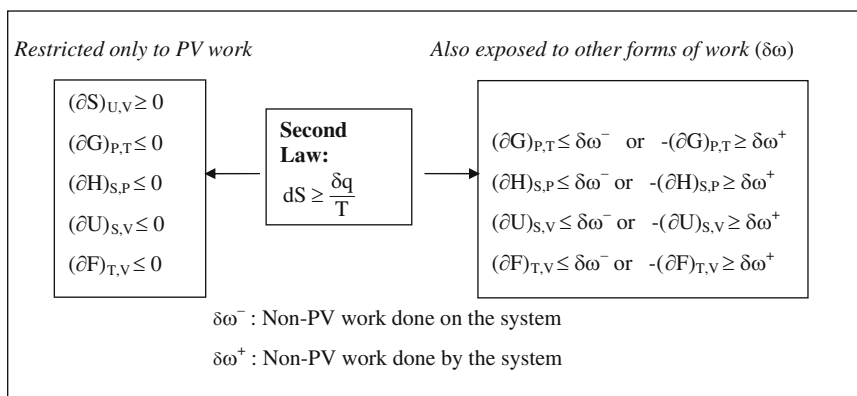 Restricted only to PV work
Also exposed to other forms of work (δω)
(∂S)U,V ≥ 0
(∂G)P,T ≤ 0
(∂H)S,P ≤ 0
(∂U)S,V ≤ 0
(∂F)T,V ≤ 0
Second
Law:
dS ≥ δq/T
(∂G)P,T ≤ δω⁻ or -(∂G)P,T ≥ δω⁺
(∂H)S,P ≤ δω⁻ or -(∂H)S,P ≥ δω⁺
(∂U)S,V ≤ δω⁻ or -(∂U)S,V ≥ δω⁺
(∂F)T,V ≤ δω⁻ or -(∂F)T,V ≥ δω⁺
δω⁻ : Non-PV work done on the system
δω⁺ : Non-PV work done by the system